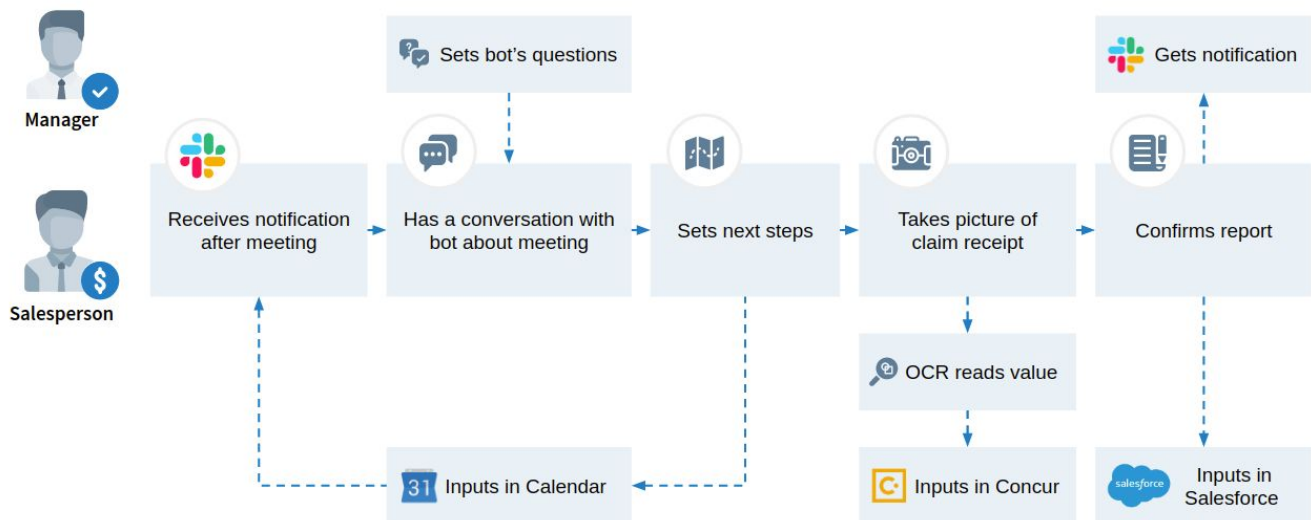 Manager
Sets bot's questions
Gets notification
Salesperson
$
Receives notification
after meeting
Has a conversation with
bot about meeting
Sets next steps
Takes picture of
claim receipt
Confirms report
?
OCR reads value
31
Inputs in Calendar
C
Inputs in Concur
salesforce
Inputs in
Salesforce